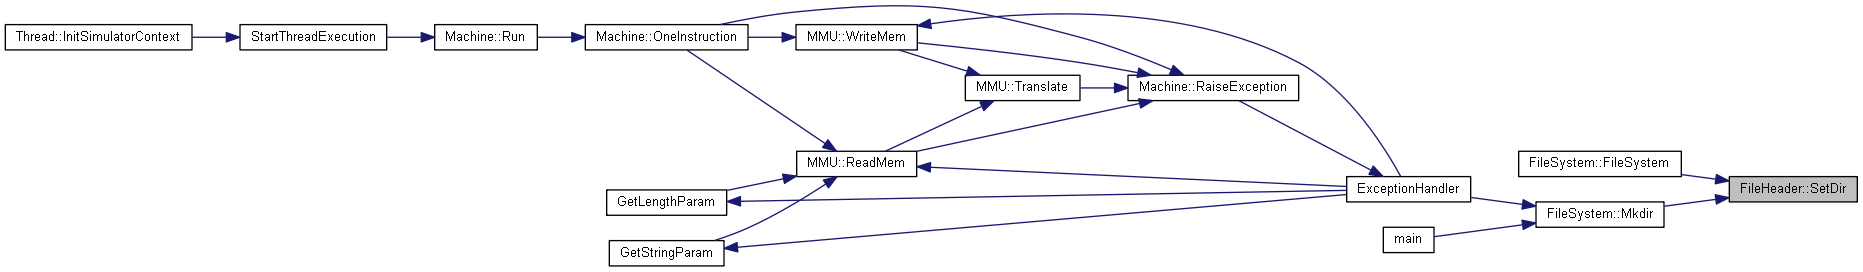 Thread::InitSimulatorContext
StartThreadExecution
Machine::Run
Machine::OneInstruction
MMU::WriteMem
MMU::Translate
Machine::RaiseException
MMU::ReadMem
FileSystem::FileSystem
ExceptionHandler
FileHeader::SetDir
GetLengthParam
FileSystem::Mkdir
main
GetStringParam